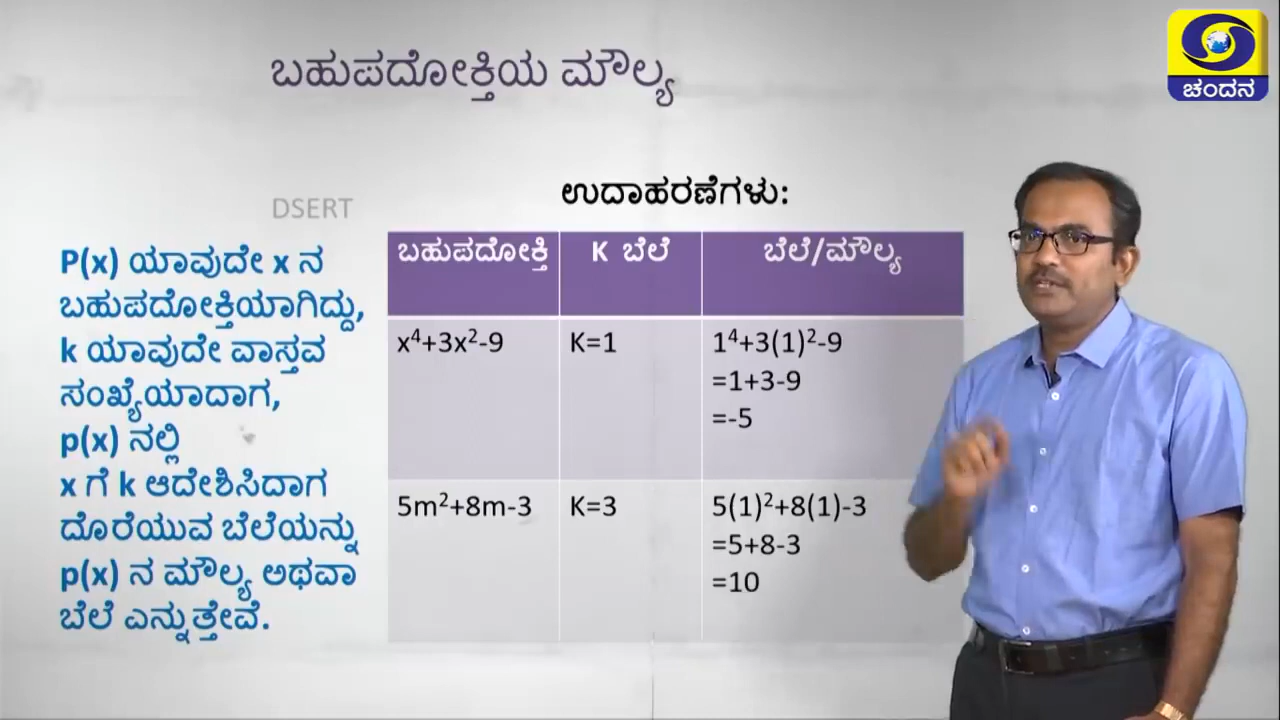 ಬಹುಪದೋಕ್ತಿಯ ಮೌಲ್ಯ
ಚಂದನ
DSERT
ಉದಾಹರಣೆಗಳು:
P(x) ಯಾವುದೇ x ನ
ಬಹುಪದೋಕ್ತಿಯಾಗಿದ್ದು,
k ಯಾವುದೇ ವಾಸ್ತವ
ಸಂಖ್ಯೆಯಾದಾಗ,
p(x) ನಲ್ಲಿ
x ಗೆ k ಆದೇಶಿಸಿದಾಗ
ದೊರೆಯುವ ಬೆಲೆಯನ್ನು
p(x) ನ ಮೌಲ್ಯ ಅಥವಾ
ಬೆಲೆ ಎನ್ನುತ್ತೇವೆ.
ಬಹುಪದೋಕ್ತಿ K ಬೆಲೆ ಬೆಲೆ/ಮೌಲ್ಯ
x⁴+3x²-9 K=1 1⁴+3(1)²-9
=1+3-9
=-5
5m²+8m-3 K=3 5(1)²+8(1)-3
=5+8-3
=10